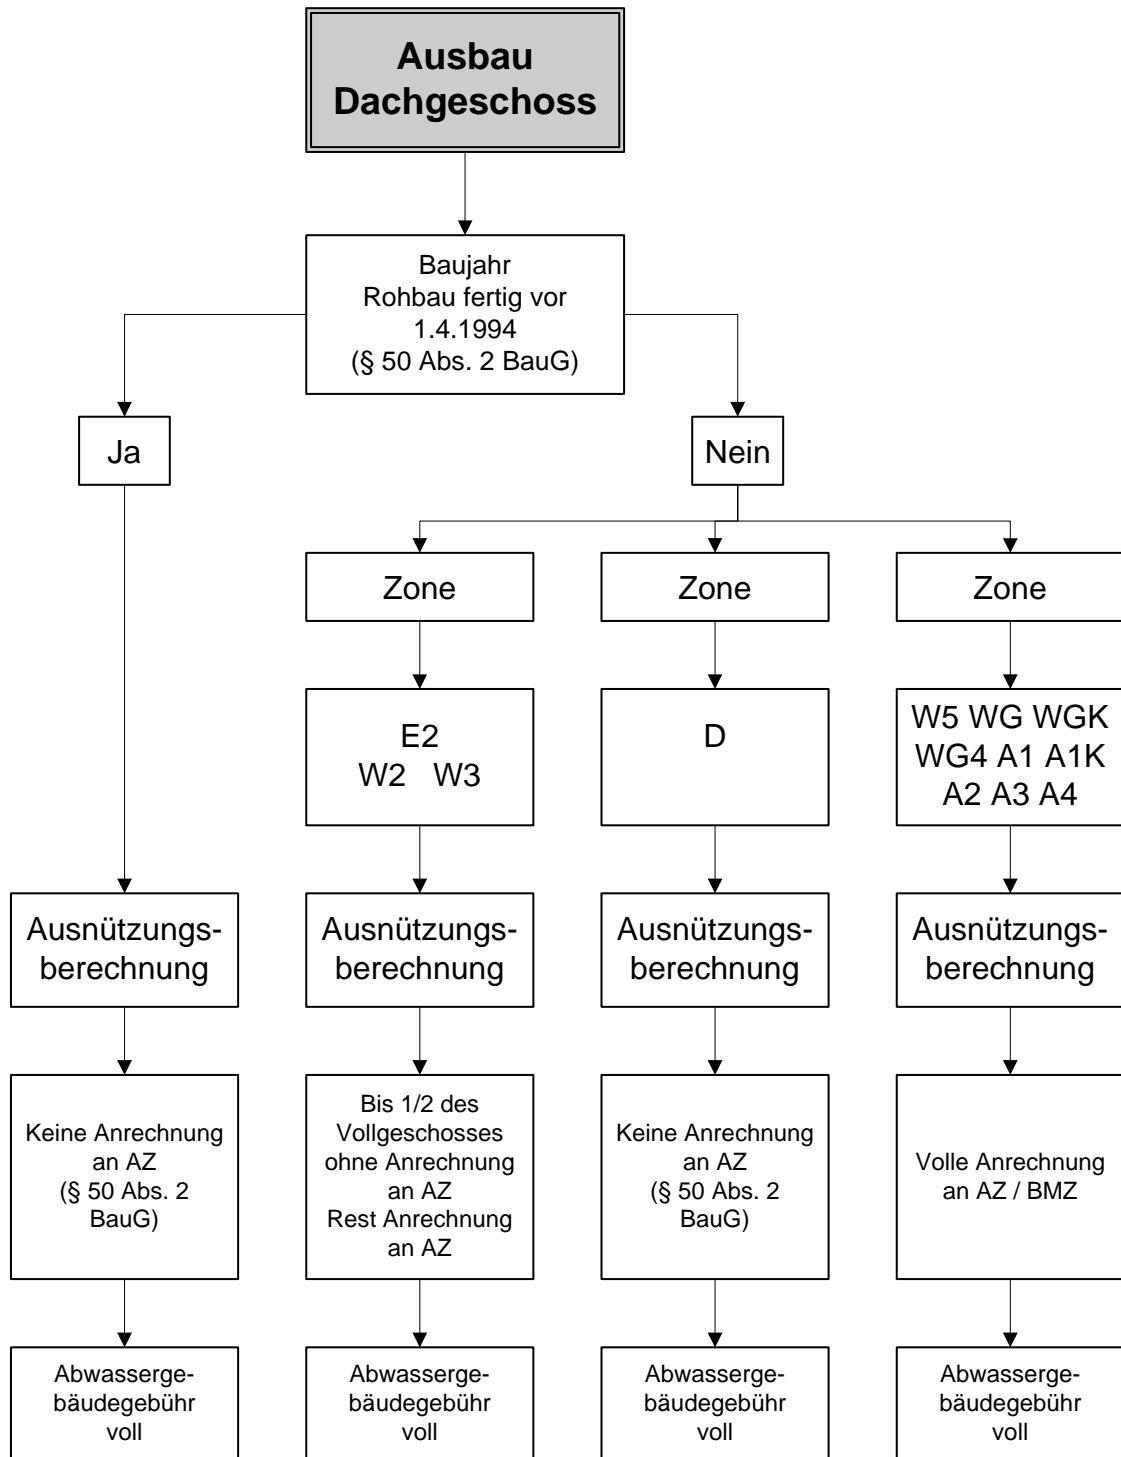 Ausbau
Dachgeschoss
Baujahr
Rohbau fertig vor
1.4.1994
(§ 50 Abs. 2 BauG)
Ja
Nein
Zone
Zone
Zone
E2
W2 W3
D
W5 WG WGK
WG4 A1 A1K
A2 A3 A4
Ausnützungs-
berechnung
Ausnützungs-
berechnung
Ausnützungs-
berechnung
Ausnützungs-
berechnung
Keine Anrechnung
an AZ
(§ 50 Abs. 2
BauG)
Bis 1/2 des
Vollgeschosses
ohne Anrechnung
an AZ
Rest Anrechnung
an AZ
Keine Anrechnung
an AZ
(§ 50 Abs. 2
BauG)
Volle Anrechnung
an AZ / BMZ
Abwasserge-
bäudegebühr
voll
Abwasserge-
bäudegebühr
voll
Abwasserge-
bäudegebühr
voll
Abwasserge-
bäudegebühr
voll